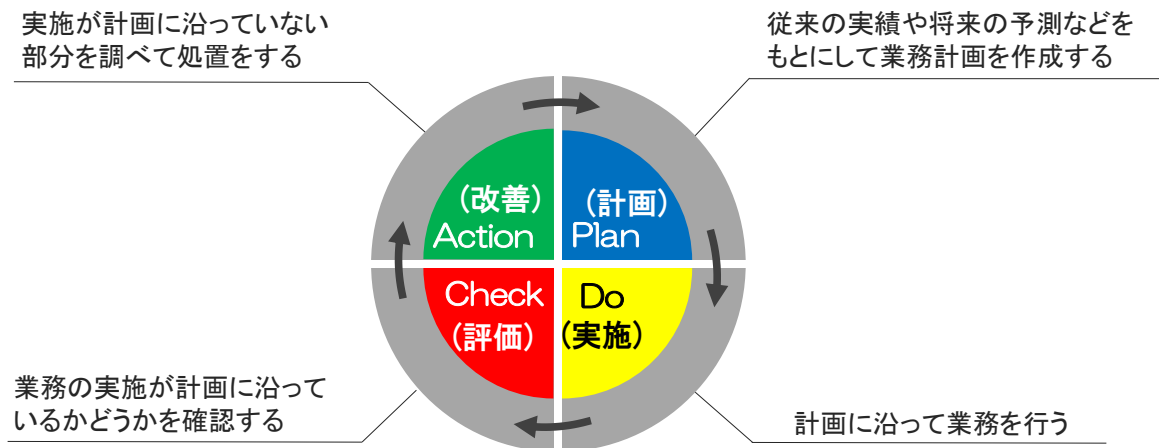 実施が計画に沿っていない
部分を調べて処置をする
従来の実績や将来の予測などを
もとにして業務計画を作成する
(改善)
Action
(計画)
Plan
Check
(評価)
Do
(実施)
業務の実施が計画に沿って
いるかどうかを確認する
計画に沿って業務を行う